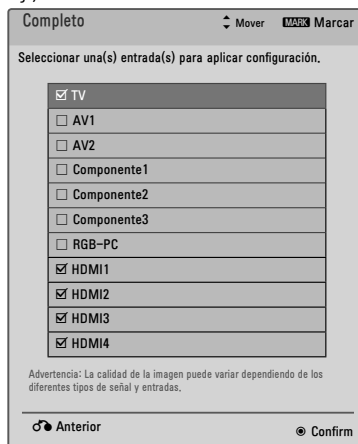 Completo Mover MARK Marcar
Seleccionar una(s) entrada(s) para aplicar configuración.
☑ TV
☐ AV1
☐ AV2
☐ Componente1
☐ Componente2
☐ Componente3
☐ RGB-PC
☑ HDMI1
☑ HDMI2
☑ HDMI3
☑ HDMI4
Advertencia: La calidad de la imagen puede variar dependiendo de los
diferentes tipos de señal y entradas.
Anterior Confirm